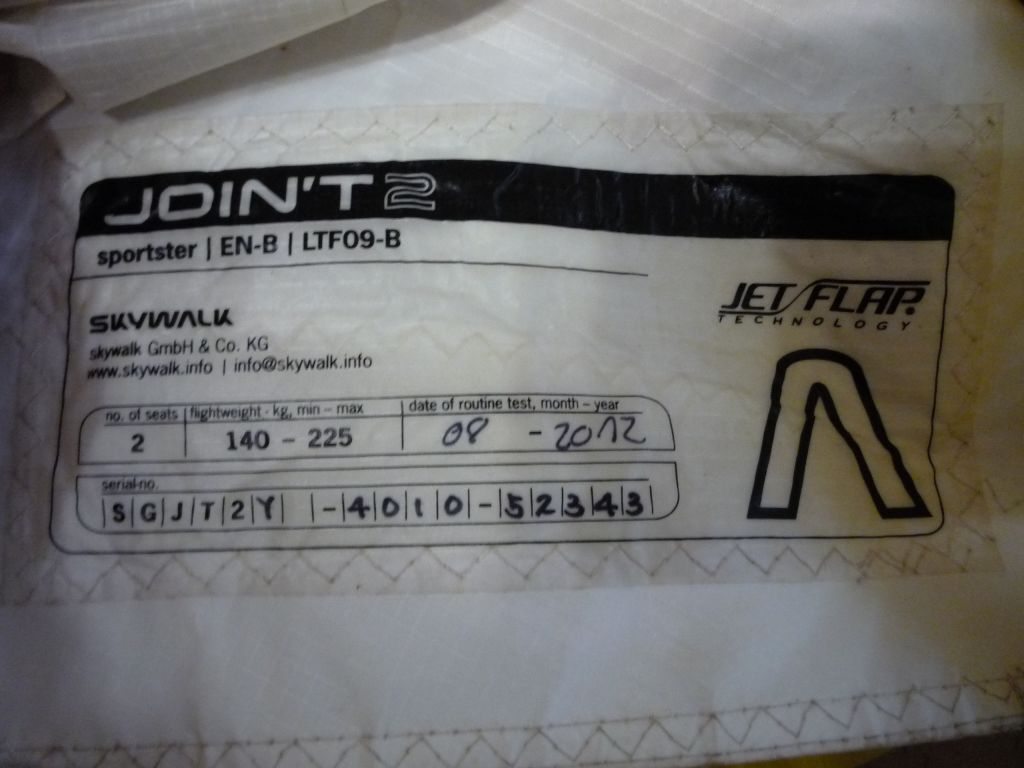 JOIN'T 2
sportster | EN-B | LTF09-B
JET FLAP
TECHNOLOGY
SKYWALK
skywalk GmbH & Co. KG
www.skywalk.info | info@skywalk.info
no. of seats | flightweight - kg, min – max | date of routine test, month – year
2 140 – 225 08 - 2012
serial-no.
|S|G|J|T|2|Y| |-|4|0|1|0|-|5|2|3|4|3|